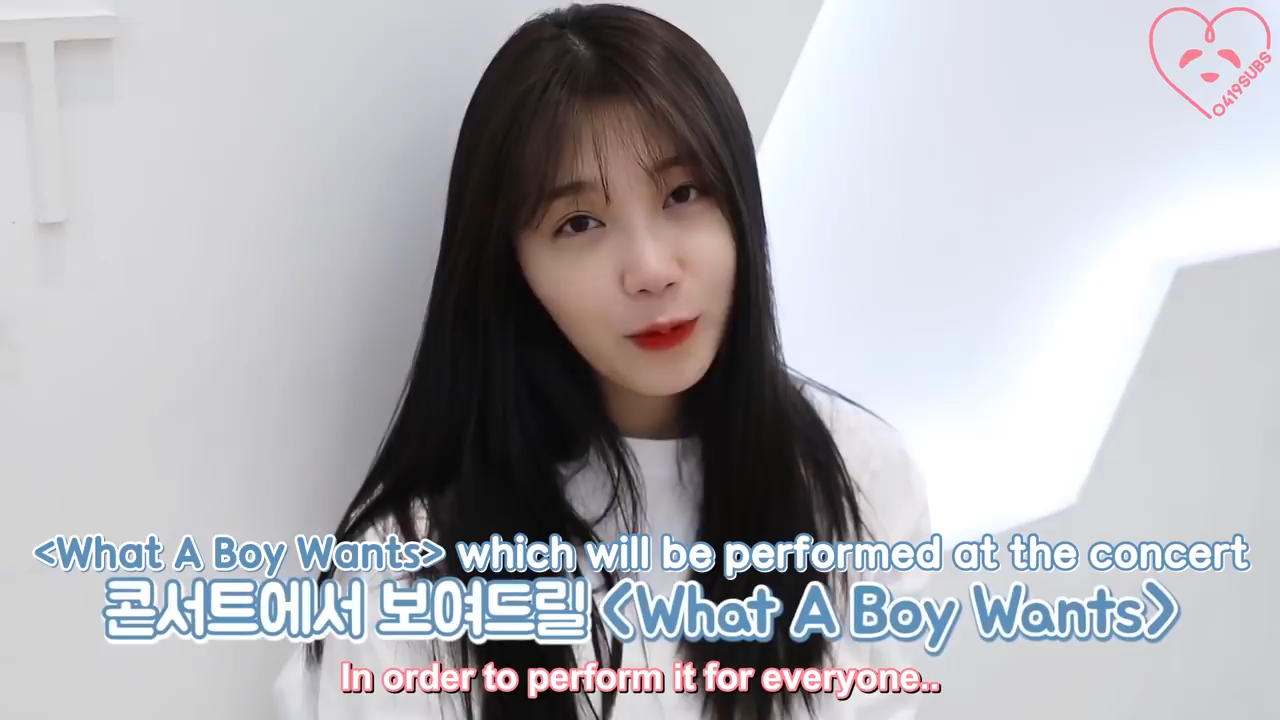 O419SUBS
<What A Boy Wants> which will be performed at the concert
콘서트에서 보여드릴 <What A Boy Wants>
In order to perform it for everyone..